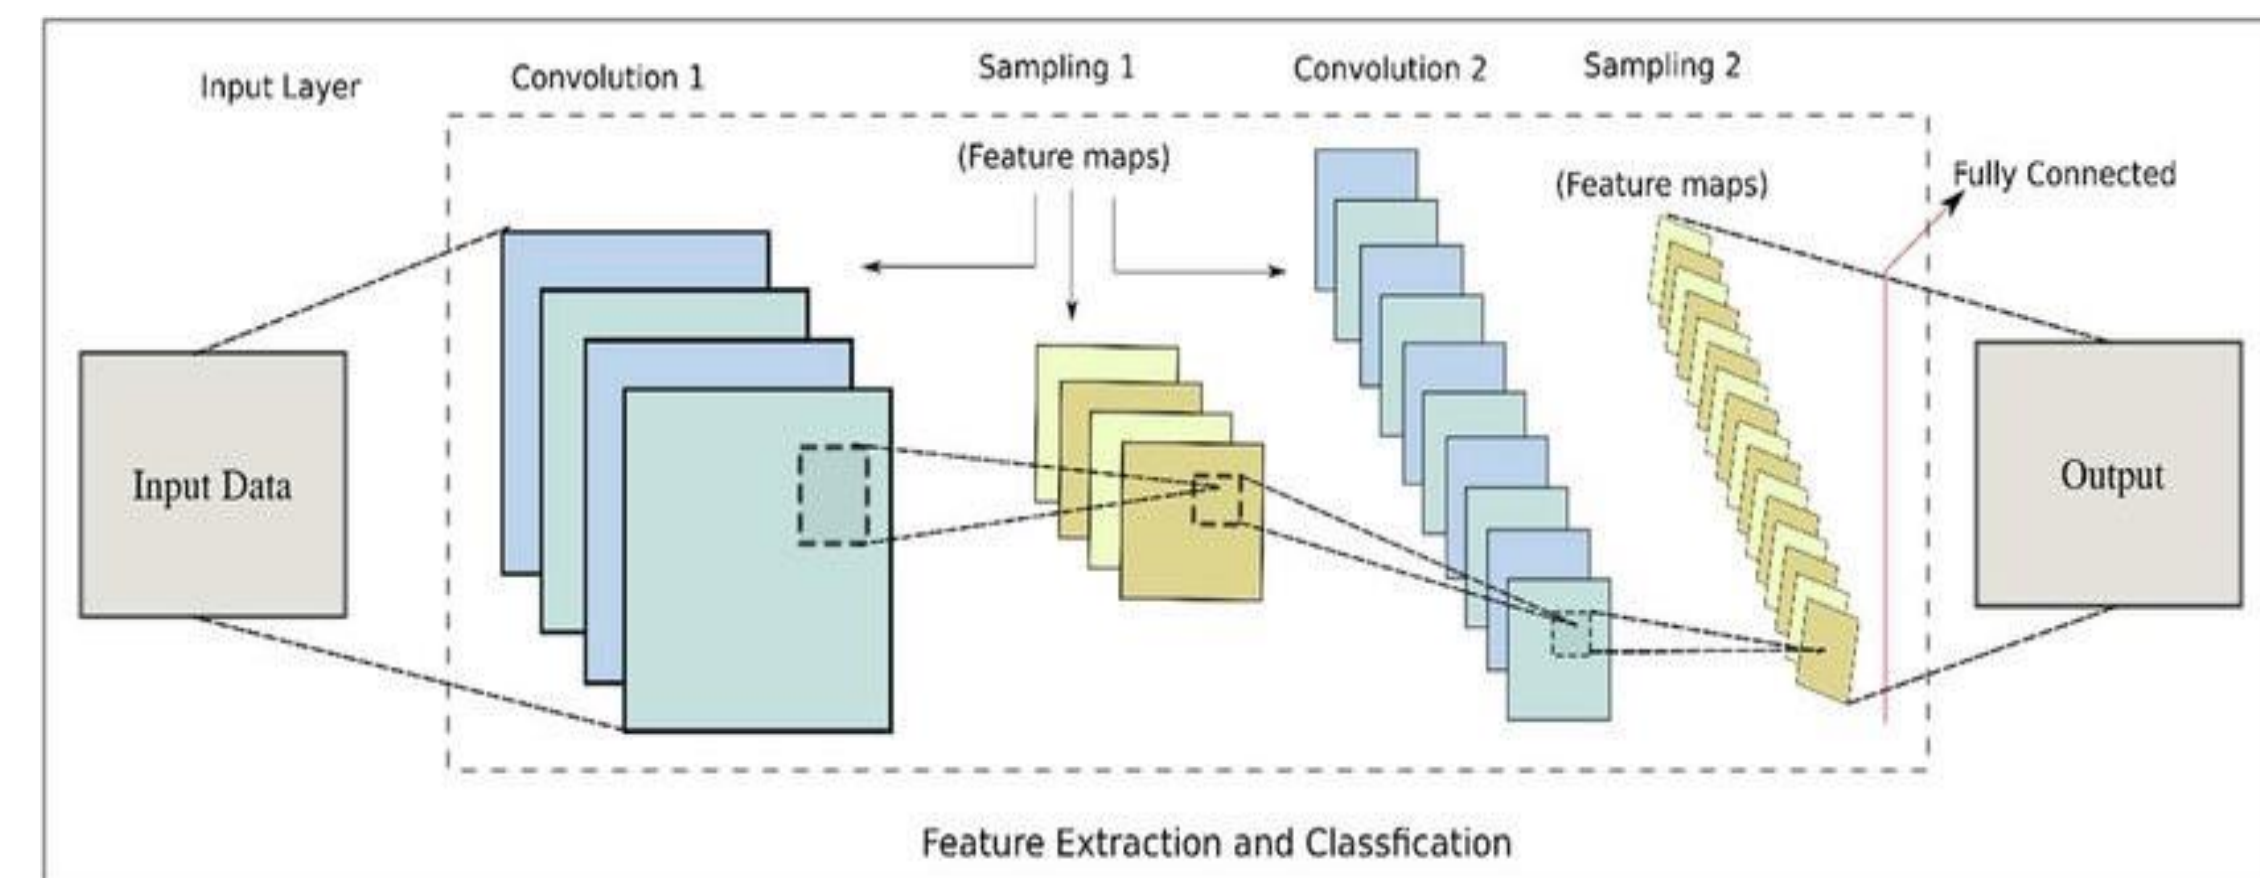 Input Layer
Convolution 1
Sampling 1
Convolution 2
Sampling 2
(Feature maps)
(Feature maps)
Fully Connected
Input Data
Output
Feature Extraction and Classfication